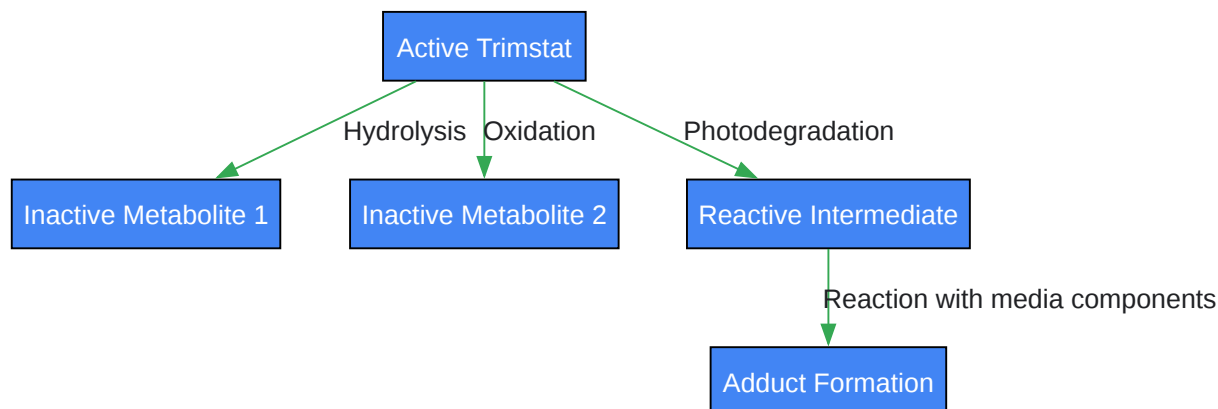 Active Trimstat
Hydrolysis
Oxidation
Photodegradation
Inactive Metabolite 1
Inactive Metabolite 2
Reactive Intermediate
Reaction with media components
Adduct Formation